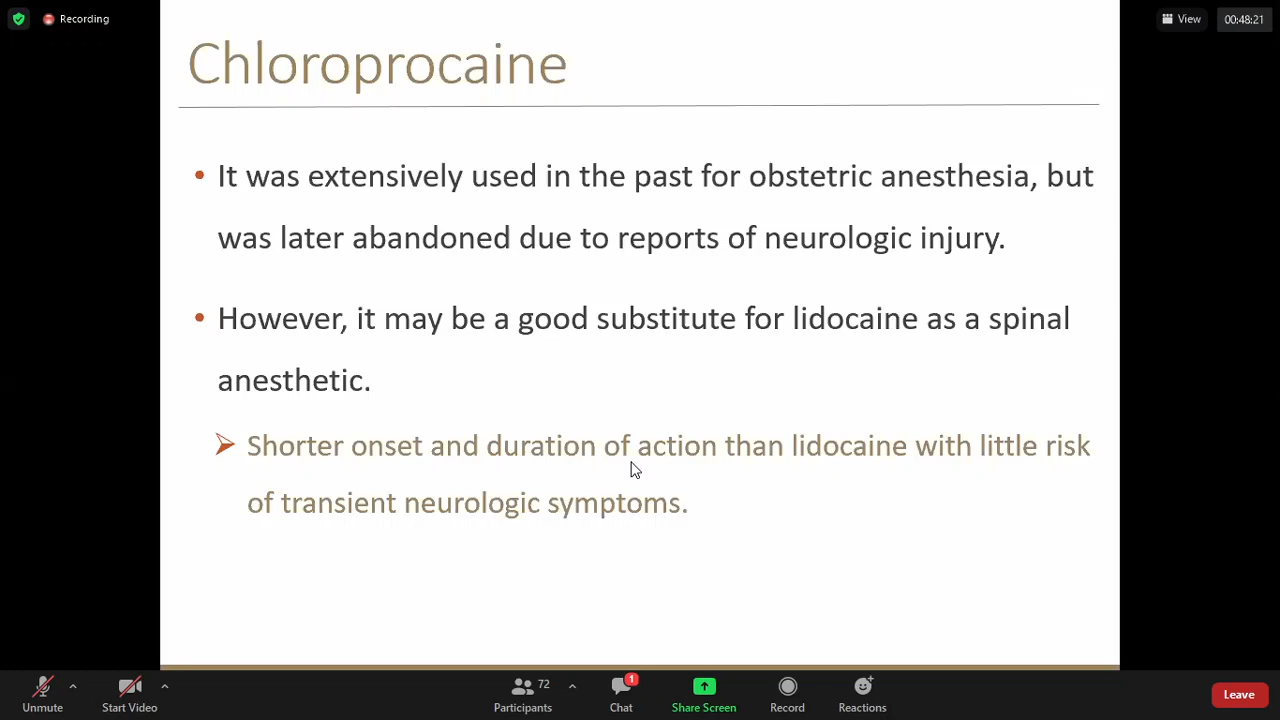 Recording
View
00:48:21
Chloroprocaine
• It was extensively used in the past for obstetric anesthesia, but
was later abandoned due to reports of neurologic injury.
• However, it may be a good substitute for lidocaine as a spinal
anesthetic.
➢ Shorter onset and duration of action than lidocaine with little risk
of transient neurologic symptoms.
72
1
Unmute
Start Video
Participants
Chat
Share Screen
Record
Reactions
Leave